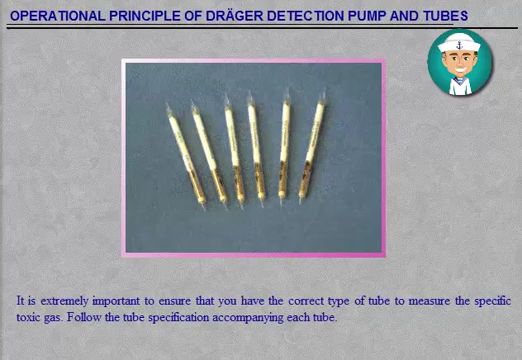 OPERATIONAL PRINCIPLE OF DRÄGER DETECTION PUMP AND TUBES
It is extremely important to ensure that you have the correct type of tube to measure the specific
toxic gas. Follow the tube specification accompanying each tube.